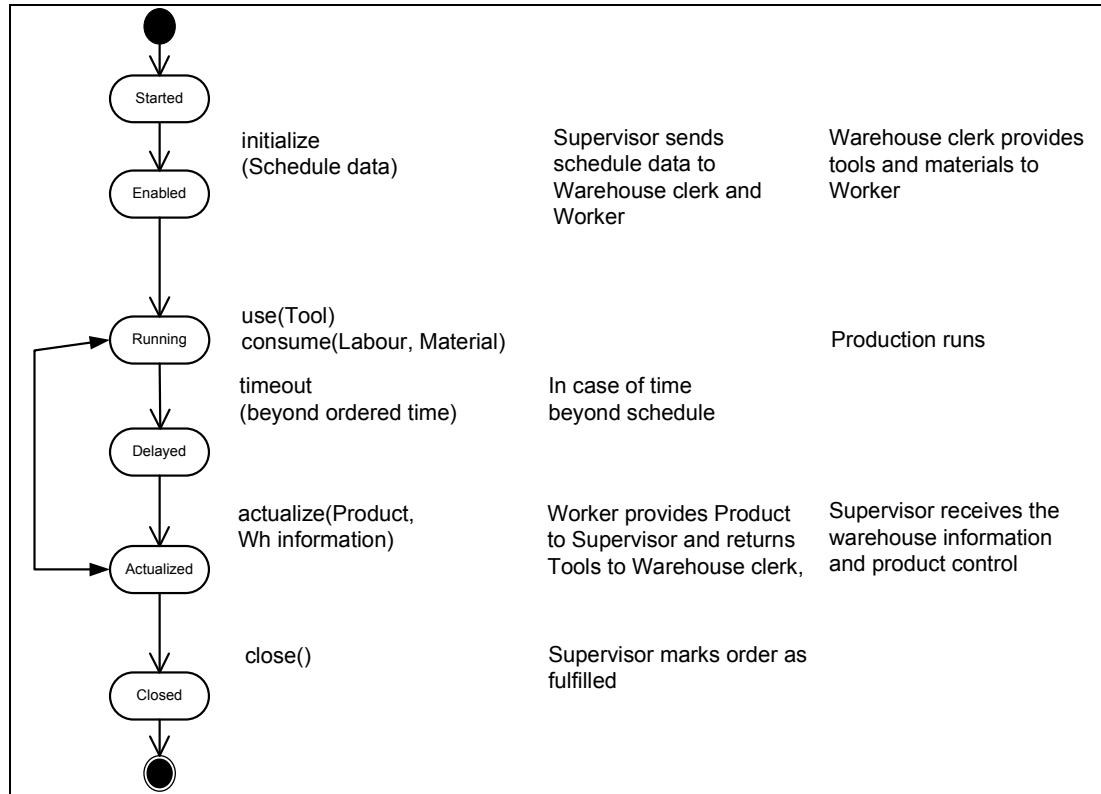 Started
initialize
(Schedule data)
Supervisor sends
schedule data to
Warehouse clerk and
Worker
Warehouse clerk provides
tools and materials to
Worker
Enabled
use(Tool)
consume(Labour, Material)
Production runs
Running
timeout
(beyond ordered time)
In case of time
beyond schedule
Delayed
actualize(Product,
Wh information)
Worker provides Product
to Supervisor and returns
Tools to Warehouse clerk,
Supervisor receives the
warehouse information
and product control
Actualized
close()
Supervisor marks order as
fulfilled
Closed